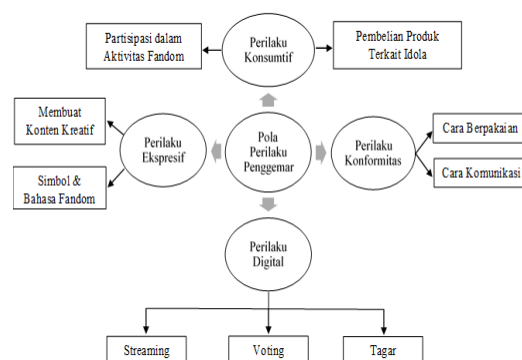 Perilaku
Konsumtif
Partisipasi dalam
Aktivitas Fandom
Pembelian Produk
Terkait Idola
Membuat
Konten Kreatif
Simbol &
Bahasa Fandom
Perilaku
Ekspresif
Pola
Perilaku
Penggemar
Perilaku
Konformitas
Cara Berpakaian
Cara Komunikasi
Perilaku
Digital
Streaming
Voting
Tagar